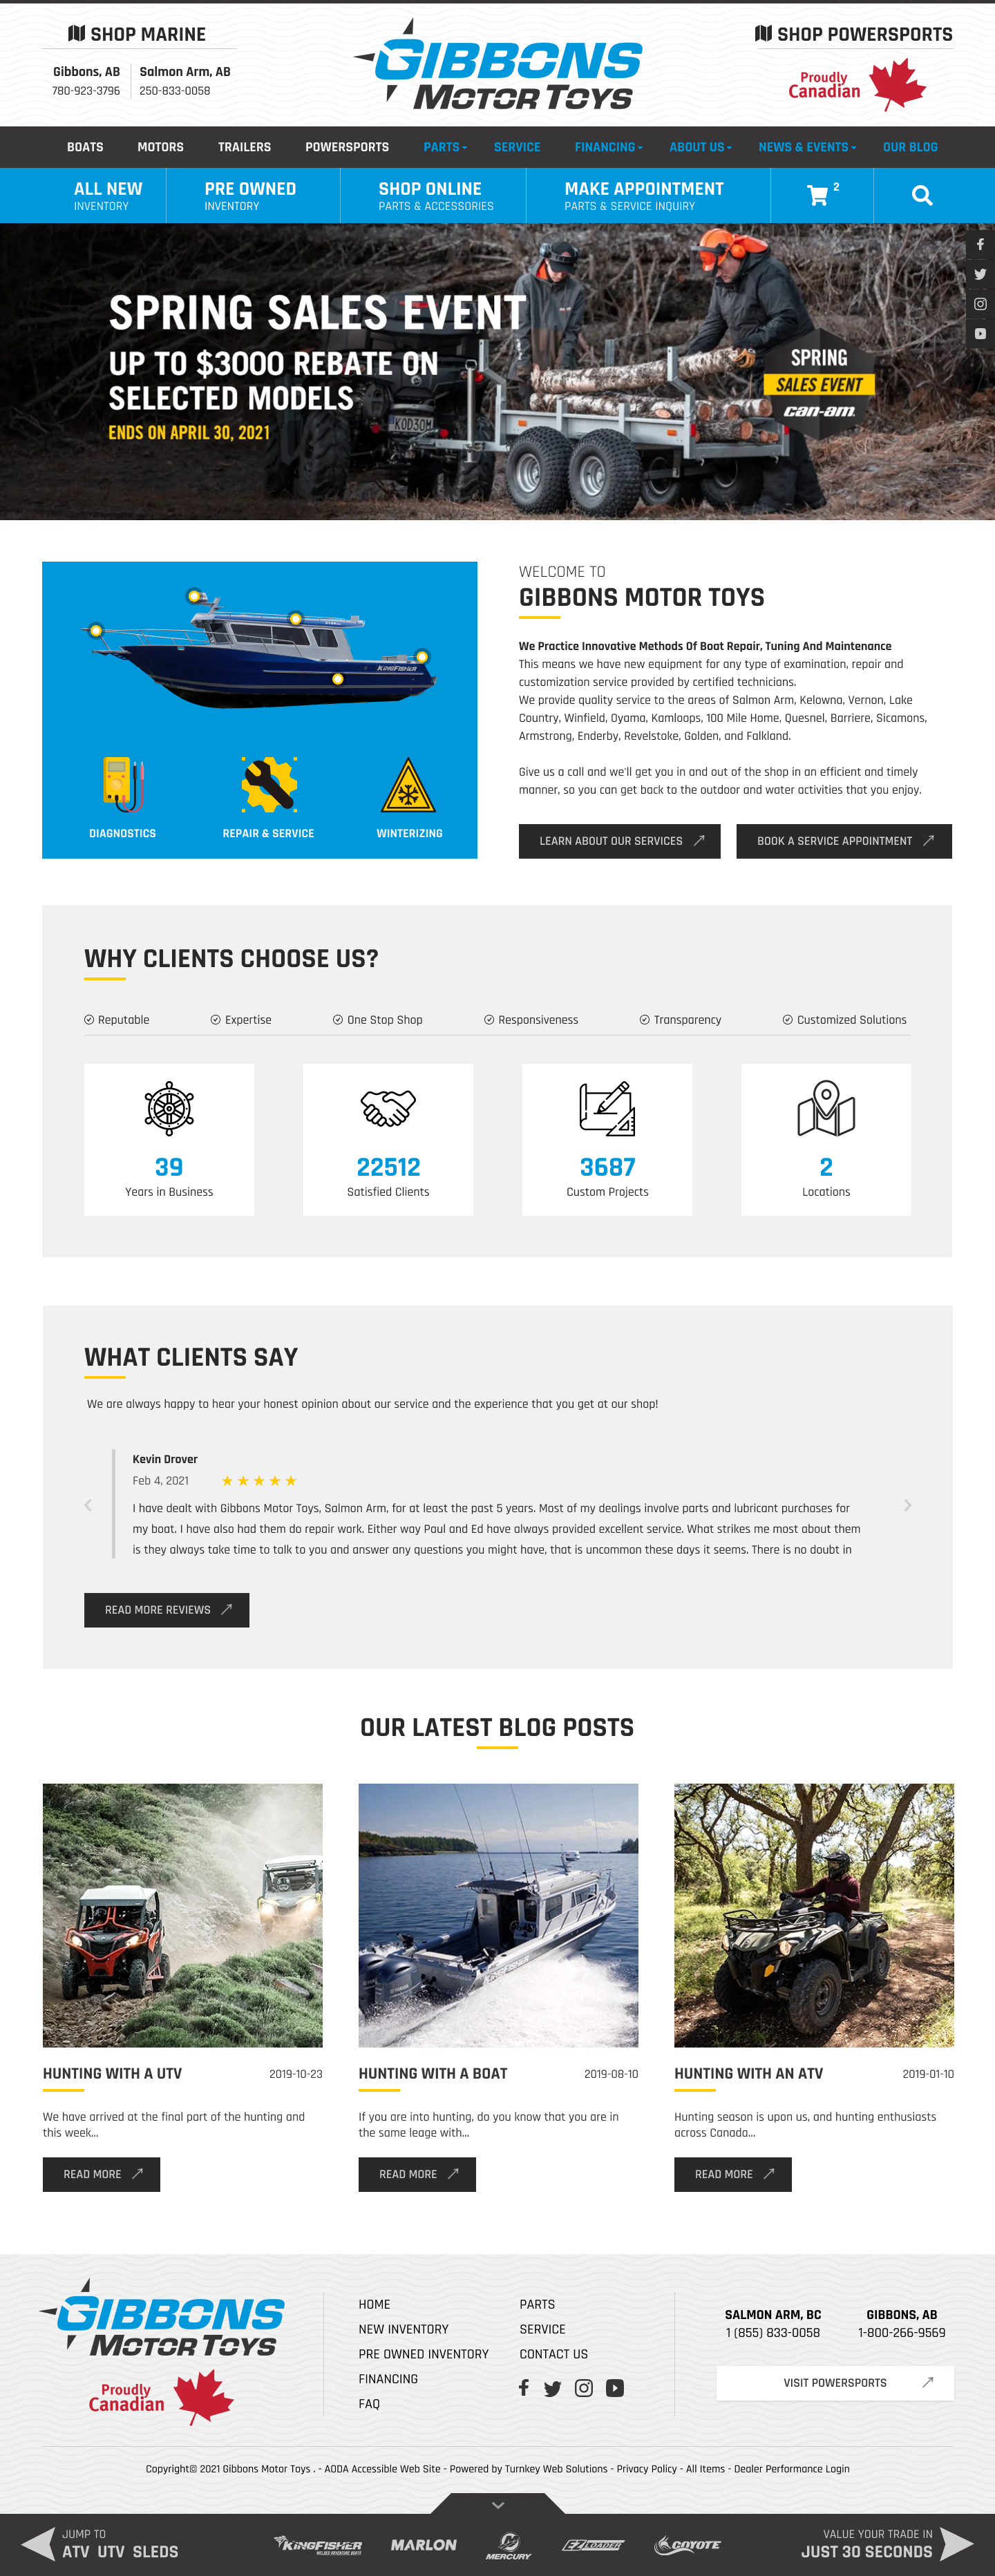 SHOP MARINE
Gibbons, AB
780-923-3796
Salmon Arm, AB
250-833-0058
GIBBONS
MOTOR TOYS
SHOP POWERSPORTS
Proudly
Canadian
BOATS MOTORS TRAILERS POWERSPORTS PARTS SERVICE FINANCING ABOUT US NEWS & EVENTS OUR BLOG
ALL NEW
INVENTORY
PRE OWNED
INVENTORY
SHOP ONLINE
PARTS & ACCESSORIES
MAKE APPOINTMENT
PARTS & SERVICE INQUIRY
2
SPRING SALES EVENT
UP TO $3000 REBATE ON
SELECTED MODELS
ENDS ON APRIL 30, 2021
KOD30M
SPRING
SALES EVENT
can-am
KINGFISHER
DIAGNOSTICS
REPAIR & SERVICE
WINTERIZING
WELCOME TO
GIBBONS MOTOR TOYS
We Practice Innovative Methods Of Boat Repair, Tuning And Maintenance
This means we have new equipment for any type of examination, repair and
customization service provided by certified technicians.
We provide quality service to the areas of Salmon Arm, Kelowna, Vernon, Lake
Country, Winfield, Oyama, Kamloops, 100 Mile Home, Quesnel, Barriere, Sicamons,
Armstrong, Enderby, Revelstoke, Golden, and Falkland.
Give us a call and we'll get you in and out of the shop in an efficient and timely
manner, so you can get back to the outdoor and water activities that you enjoy.
LEARN ABOUT OUR SERVICES
BOOK A SERVICE APPOINTMENT
WHY CLIENTS CHOOSE US?
Reputable Expertise One Stop Shop Responsiveness Transparency Customized Solutions
39
Years in Business
22512
Satisfied Clients
3687
Custom Projects
2
Locations
WHAT CLIENTS SAY
We are always happy to hear your honest opinion about our service and the experience that you get at our shop!
Kevin Drover
Feb 4, 2021
I have dealt with Gibbons Motor Toys, Salmon Arm, for at least the past 5 years. Most of my dealings involve parts and lubricant purchases for
my boat. I have also had them do repair work. Either way Paul and Ed have always provided excellent service. What strikes me most about them
is they always take time to talk to you and answer any questions you might have, that is uncommon these days it seems. There is no doubt in
READ MORE REVIEWS
OUR LATEST BLOG POSTS
HUNTING WITH A UTV
2019-10-23
We have arrived at the final part of the hunting and
this week...
READ MORE
HUNTING WITH A BOAT
2019-08-10
If you are into hunting, do you know that you are in
the same leage with...
READ MORE
HUNTING WITH AN ATV
2019-01-10
Hunting season is upon us, and hunting enthusiasts
across Canada...
READ MORE
GIBBONS
MOTOR TOYS
Proudly
Canadian
HOME
NEW INVENTORY
PRE OWNED INVENTORY
FINANCING
FAQ
PARTS
SERVICE
CONTACT US
SALMON ARM, BC
1 (855) 833-0058
GIBBONS, AB
1-800-266-9569
VISIT POWERSPORTS
Copyright© 2021 Gibbons Motor Toys . - AODA Accessible Web Site - Powered by Turnkey Web Solutions - Privacy Policy - All Items - Dealer Performance Login
JUMP TO
ATV UTV SLEDS
KINGFISHER
WELDED ADVENTURE BOATS
MARLON
MERCURY
EZ LOADER
COYOTE
VALUE YOUR TRADE IN
JUST 30 SECONDS